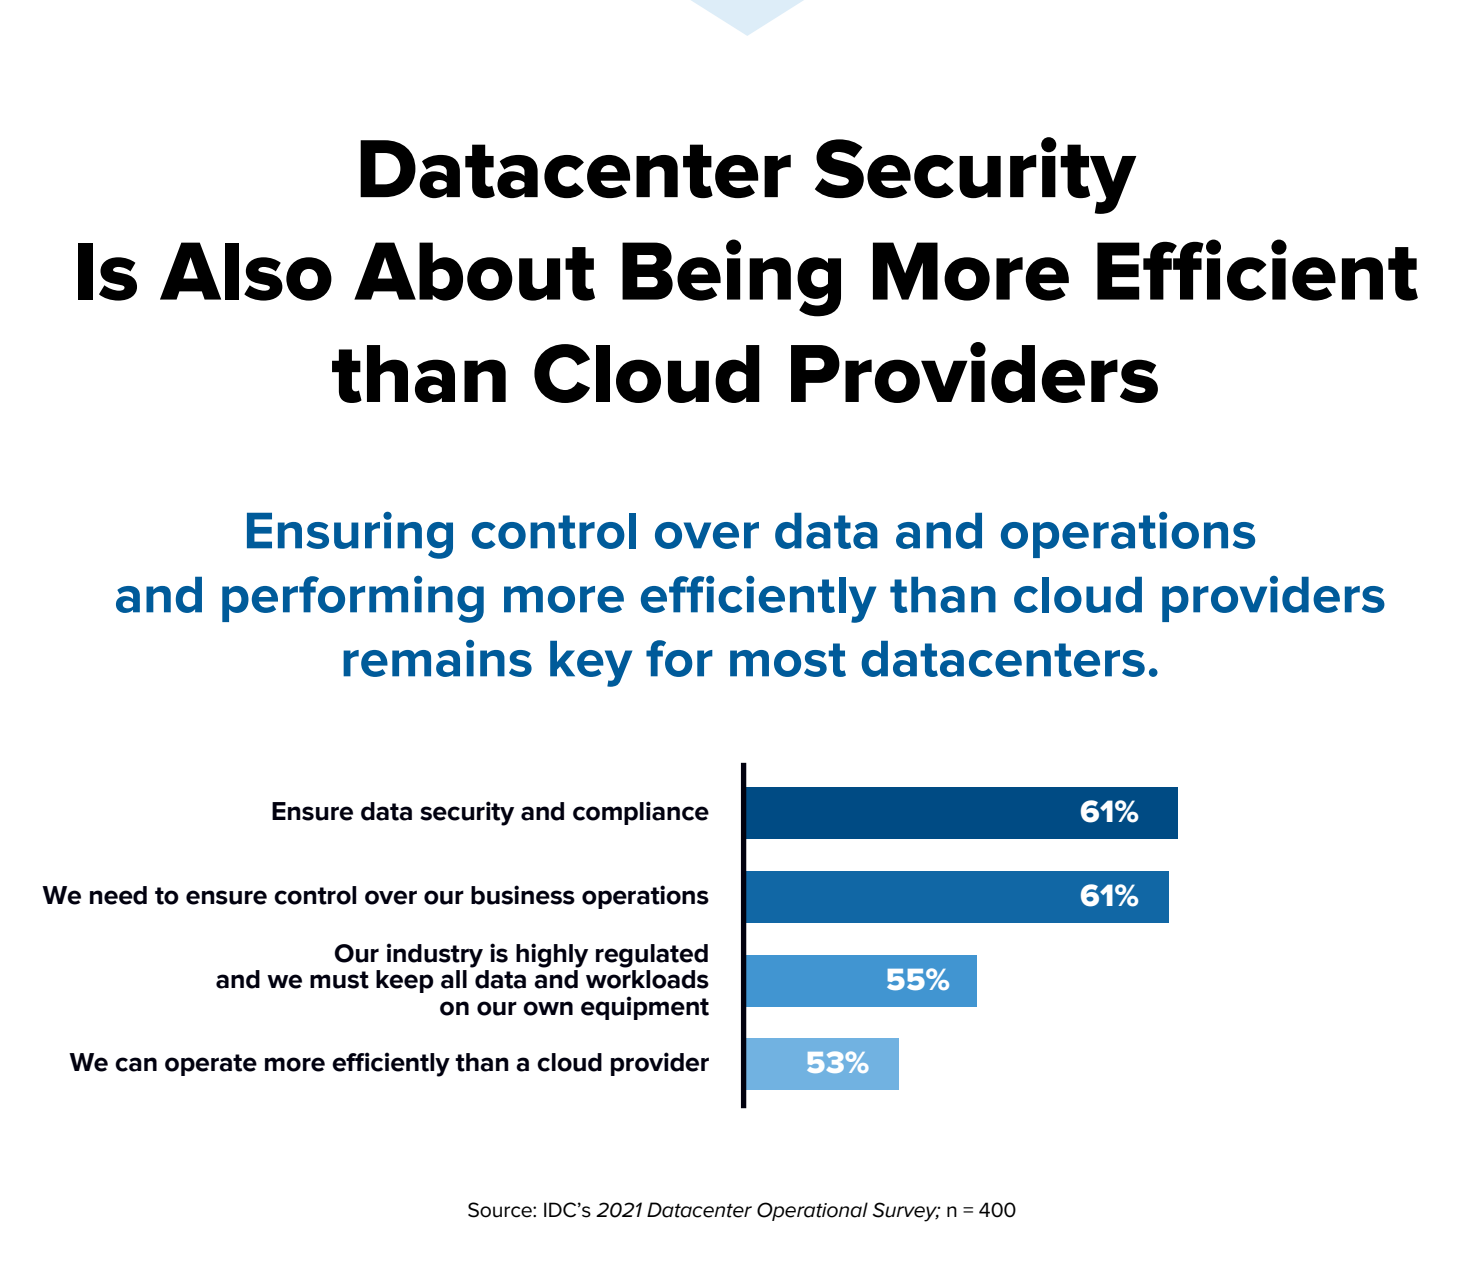 Datacenter Security
Is Also About Being More Efficient
than Cloud Providers
Ensuring control over data and operations
and performing more efficiently than cloud providers
remains key for most datacenters.
Ensure data security and compliance
61%
We need to ensure control over our business operations
61%
Our industry is highly regulated
and we must keep all data and workloads
on our own equipment
55%
We can operate more efficiently than a cloud provider
53%
Source: IDC’s 2021 Datacenter Operational Survey; n = 400